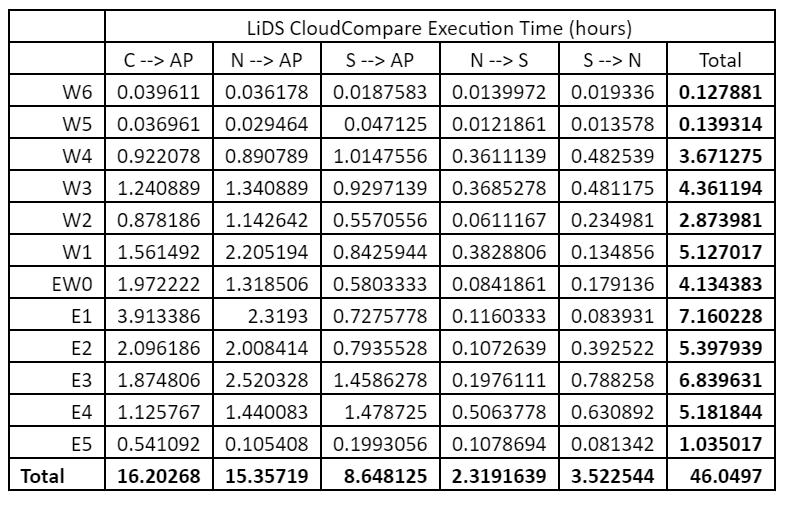 LiDS CloudCompare Execution Time (hours)
C --> AP N --> AP S --> AP N --> S S --> N Total
W6 0.039611 0.036178 0.0187583 0.0139972 0.019336 0.127881
W5 0.036961 0.029464 0.047125 0.0121861 0.013578 0.139314
W4 0.922078 0.890789 1.0147556 0.3611139 0.482539 3.671275
W3 1.240889 1.340889 0.9297139 0.3685278 0.481175 4.361194
W2 0.878186 1.142642 0.5570556 0.0611167 0.234981 2.873981
W1 1.561492 2.205194 0.8425944 0.3828806 0.134856 5.127017
EW0 1.972222 1.318506 0.5803333 0.0841861 0.179136 4.134383
E1 3.913386 2.3193 0.7275778 0.1160333 0.083931 7.160228
E2 2.096186 2.008414 0.7935528 0.1072639 0.392522 5.397939
E3 1.874806 2.520328 1.4586278 0.1976111 0.788258 6.839631
E4 1.125767 1.440083 1.478725 0.5063778 0.630892 5.181844
E5 0.541092 0.105408 0.1993056 0.1078694 0.081342 1.035017
Total 16.20268 15.35719 8.648125 2.3191639 3.522544 46.0497